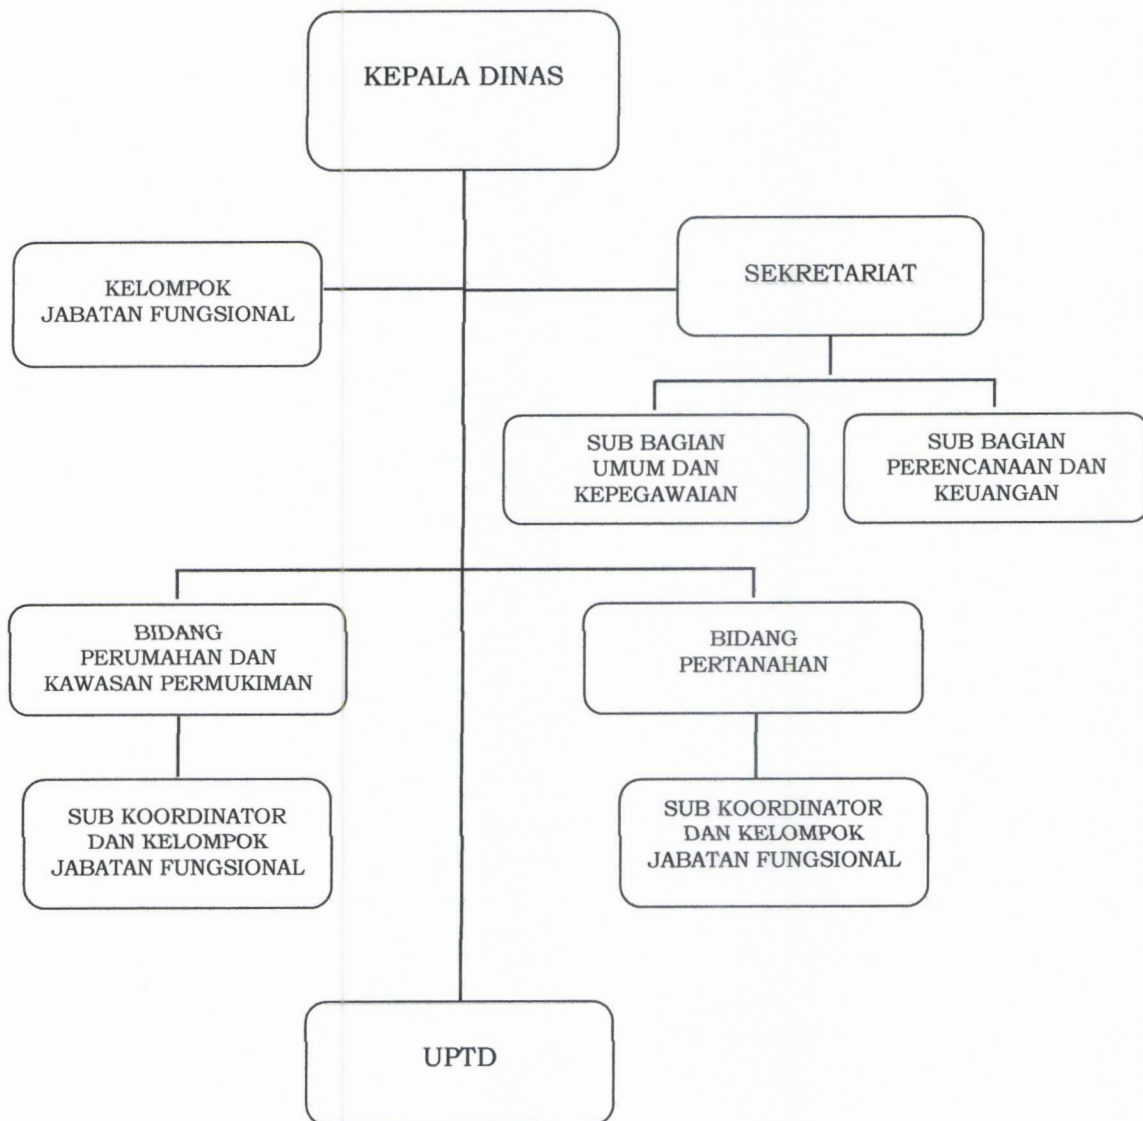 KEPALA DINAS
KELOMPOK
JABATAN FUNGSIONAL
SEKRETARIAT
SUB BAGIAN
UMUM DAN
KEPEGAWAIAN
SUB BAGIAN
PERENCANAAN DAN
KEUANGAN
BIDANG
PERUMAHAN DAN
KAWASAN PERMUKIMAN
BIDANG
PERTANAHAN
SUB KOORDINATOR
DAN KELOMPOK
JABATAN FUNGSIONAL
SUB KOORDINATOR
DAN KELOMPOK
JABATAN FUNGSIONAL
UPTD